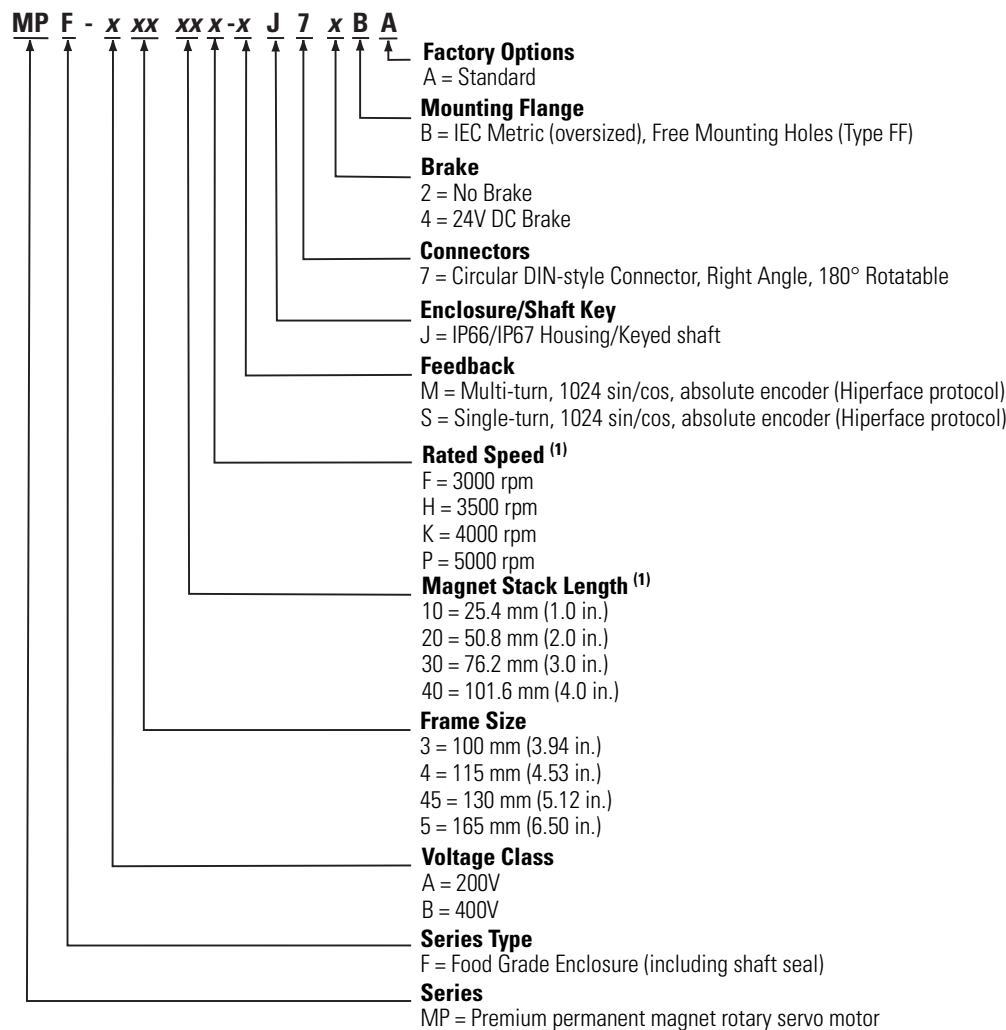 MP F - x xx xx x -x J 7 x B A
Factory Options
A = Standard
Mounting Flange
B = IEC Metric (oversized), Free Mounting Holes (Type FF)
Brake
2 = No Brake
4 = 24V DC Brake
Connectors
7 = Circular DIN-style Connector, Right Angle, 180° Rotatable
Enclosure/Shaft Key
J = IP66/IP67 Housing/Keyed shaft
Feedback
M = Multi-turn, 1024 sin/cos, absolute encoder (Hiperface protocol)
S = Single-turn, 1024 sin/cos, absolute encoder (Hiperface protocol)
Rated Speed (1)
F = 3000 rpm
H = 3500 rpm
K = 4000 rpm
P = 5000 rpm
Magnet Stack Length (1)
10 = 25.4 mm (1.0 in.)
20 = 50.8 mm (2.0 in.)
30 = 76.2 mm (3.0 in.)
40 = 101.6 mm (4.0 in.)
Frame Size
3 = 100 mm (3.94 in.)
4 = 115 mm (4.53 in.)
45 = 130 mm (5.12 in.)
5 = 165 mm (6.50 in.)
Voltage Class
A = 200V
B = 400V
Series Type
F = Food Grade Enclosure (including shaft seal)
Series
MP = Premium permanent magnet rotary servo motor